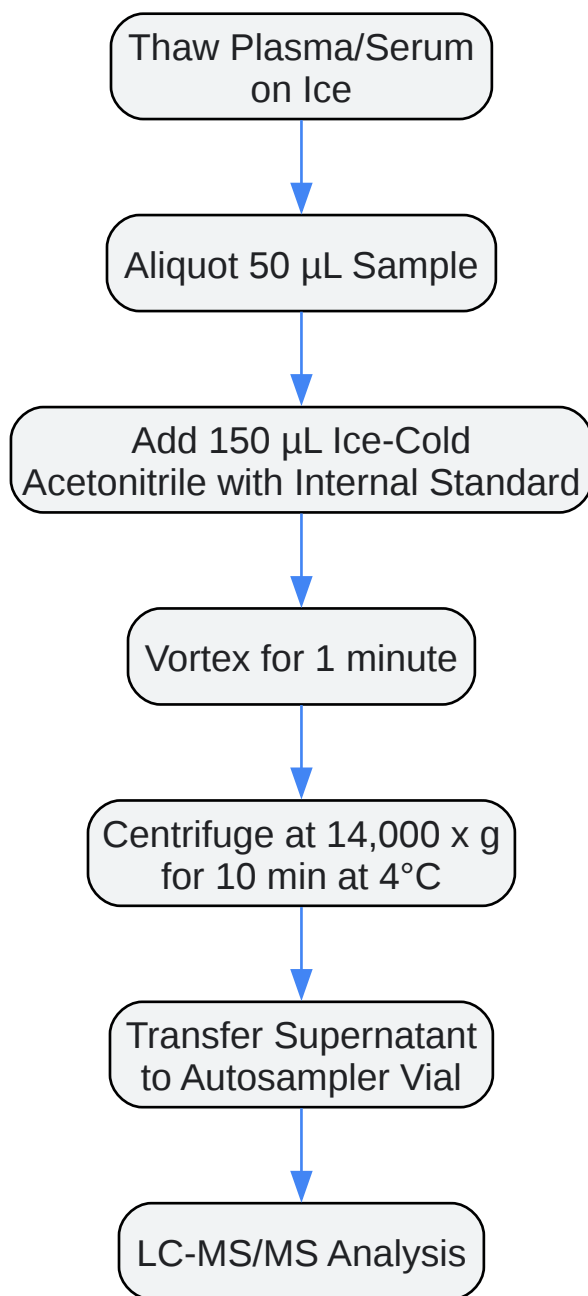 Thaw Plasma/Serum
on Ice
Aliquot 50 µL Sample
Add 150 µL Ice-Cold
Acetonitrile with Internal Standard
Vortex for 1 minute
Centrifuge at 14,000 x g
for 10 min at 4°C
Transfer Supernatant
to Autosampler Vial
LC-MS/MS Analysis